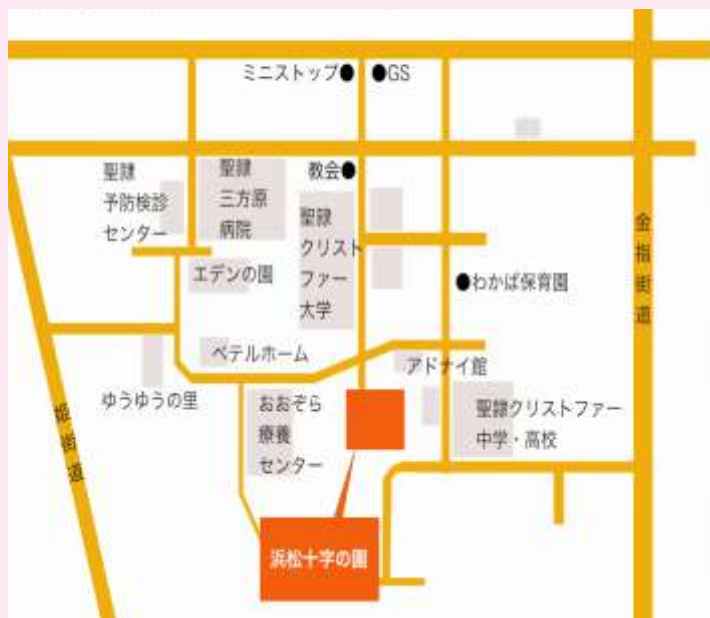 ミニストップ
GS
聖隷
予防検診
センター
聖隷
三方原
病院
教会
聖隷
クリスト
ファー
大学
金指街道
エデンの園
わかば保育園
ベテルホーム
アドナイ館
ゆうゆうの里
姫街道
おおぞら
療養
センター
聖隷クリストファー
中学・高校
浜松十字の園